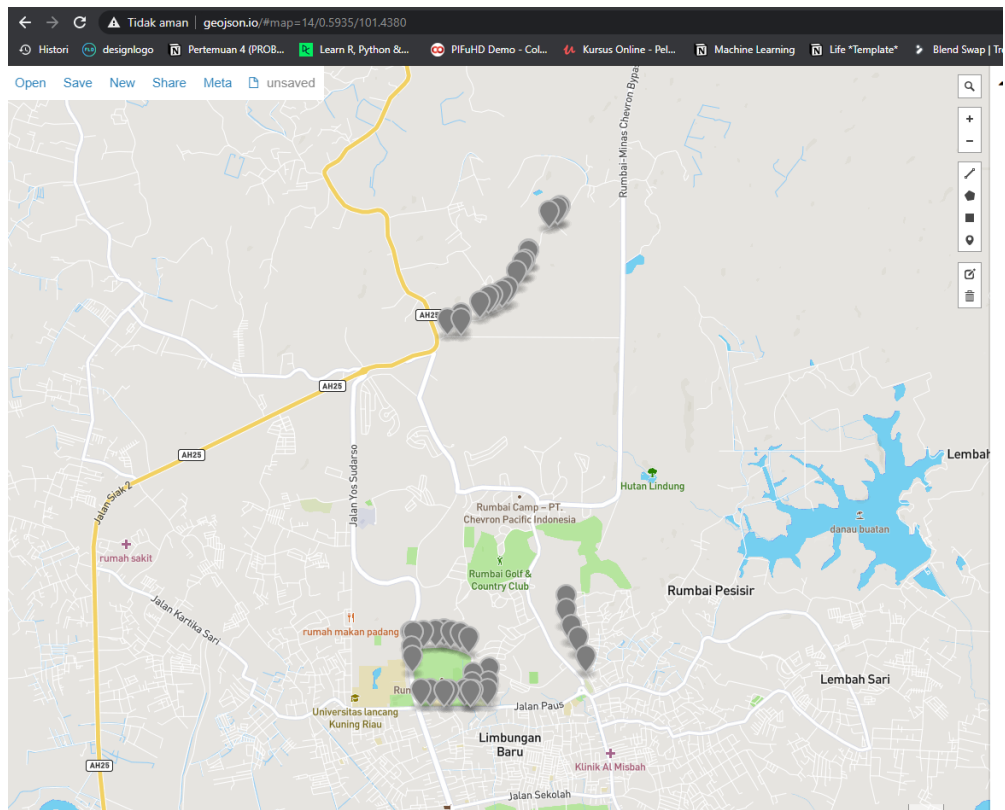 Tidak aman | geojson.io/#map=14/0.5935/101.4380
Histori
designlogo
Pertemuan 4 (PROB...
Learn R, Python &...
PIFuHD Demo - Col...
Kursus Online - Pel...
Machine Learning
Life *Template*
Blend Swap | Tr
Open
Save
New
Share
Meta
unsaved
Rumbai-Minas Chevron Bypa
AH25
AH25
AH25
Jalan Yos Sudarso
Lembah
Jalan Siak 2
Hutan Lindung
Rumbai Camp – PT.
Chevron Pacific Indonesia
danau buatan
rumah sakit
Rumbai Golf &
Country Club
Rumbai Pesisir
Jalan Kartika Sari
rumah makan padang
Lembah Sari
Run
Universitas lancang
Kuning Riau
Jalan Paus
Limbungan
Baru
AH25
Klinik Al Misbah
Jalan Sekolah